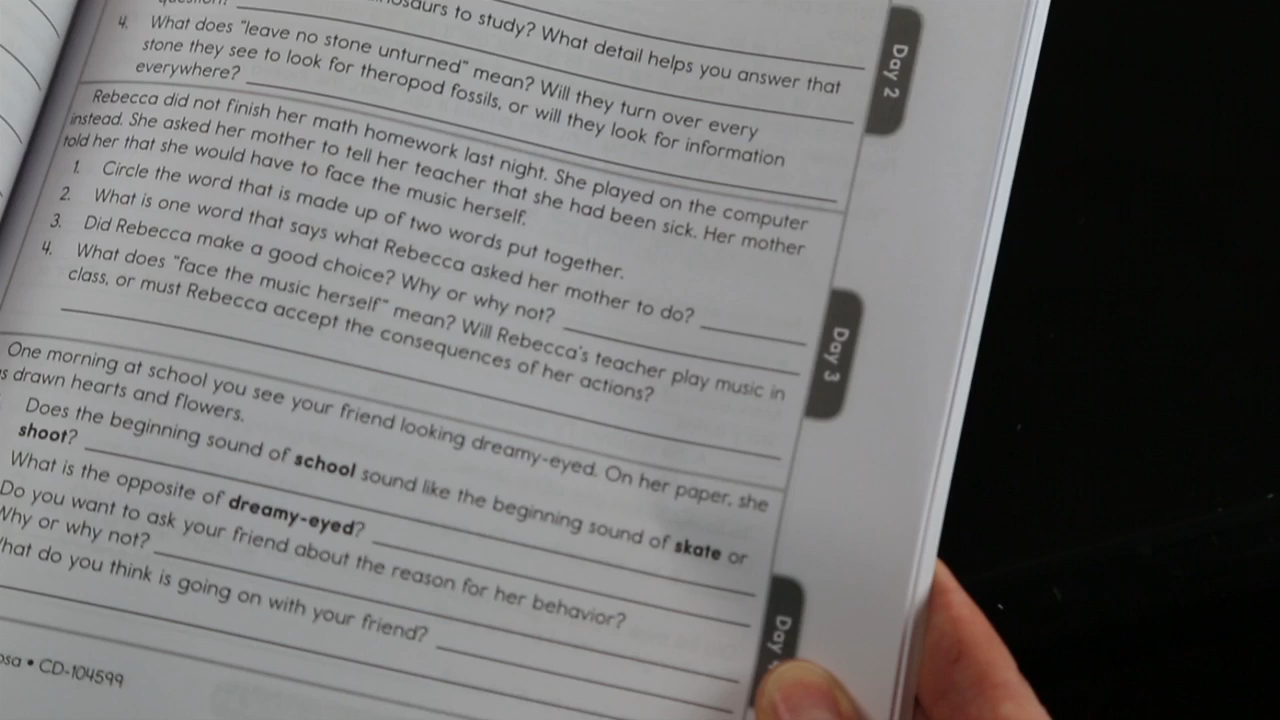 question?
to study? What detail helps you answer that
4. What does "leave no stone unturned" mean? Will they turn over every
stone they see to look for theropod fossils, or will they look for information
everywhere?
Day 2
Rebecca did not finish her math homework last night. She played on the computer
instead. She asked her mother to tell her teacher that she had been sick. Her mother
told her that she would have to face the music herself.
1. Circle the word that is made up of two words put together.
2. What is one word that says what Rebecca asked her mother to do?
3. Did Rebecca make a good choice? Why or why not?
4. What does "face the music herself" mean? Will Rebecca's teacher play music in
class, or must Rebecca accept the consequences of her actions?
Day 3
One morning at school you see your friend looking dreamy-eyed. On her paper, she
drawn hearts and flowers.
Does the beginning sound of school sound like the beginning sound of skate or
shoot?
What is the opposite of dreamy-eyed?
Do you want to ask your friend about the reason for her behavior?
Why or why not?
What do you think is going on with your friend?
Day
CD-104599